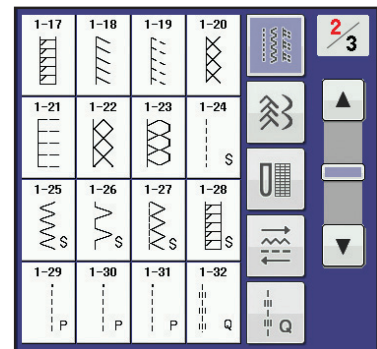 1-17 1-18 1-19 1-20 2/3
1-21 1-22 1-23 1-24
S
1-25 1-26 1-27 1-28
S S S S
1-29 1-30 1-31 1-32
P P P Q Q